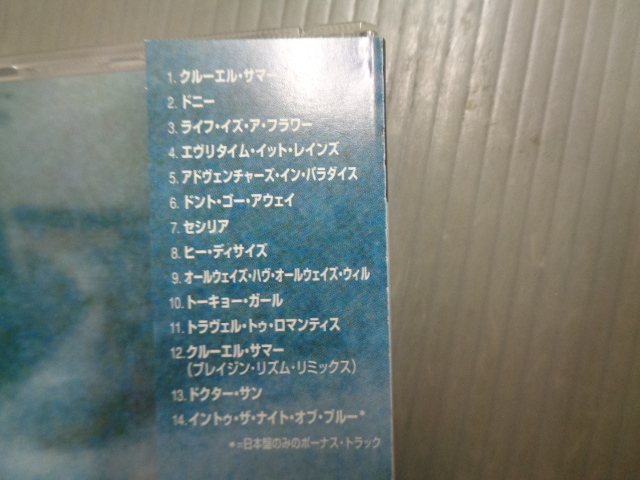 1. クルーエル・サマー
2. ドニー
3. ライフ・イズ・ア・フラワー
4. エヴリタイム・イット・レインズ
5. アドヴェンチャーズ・イン・パラダイス
6. ドント・ゴー・アウェイ
7. セシリア
8. ヒー・ディサイズ
9. オールウェイズ・ハヴ・オールウェイズ・ウィル
10. トーキョー・ガール
11. トラヴェル・トゥ・ロマンティス
12. クルーエル・サマー
(ブレイジン・リズム・リミックス)
13. ドクター・サン
14. イントゥ・ザ・ナイト・オブ・ブルー*
*=日本盤のみのボーナス・トラック